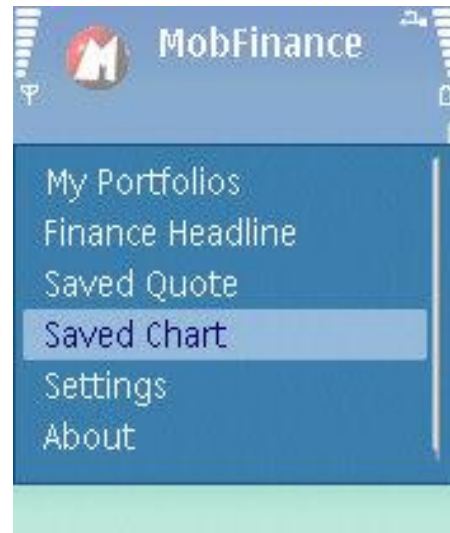 MobFinance
My Portfolios
Finance Headline
Saved Quote
Saved Chart
Settings
About